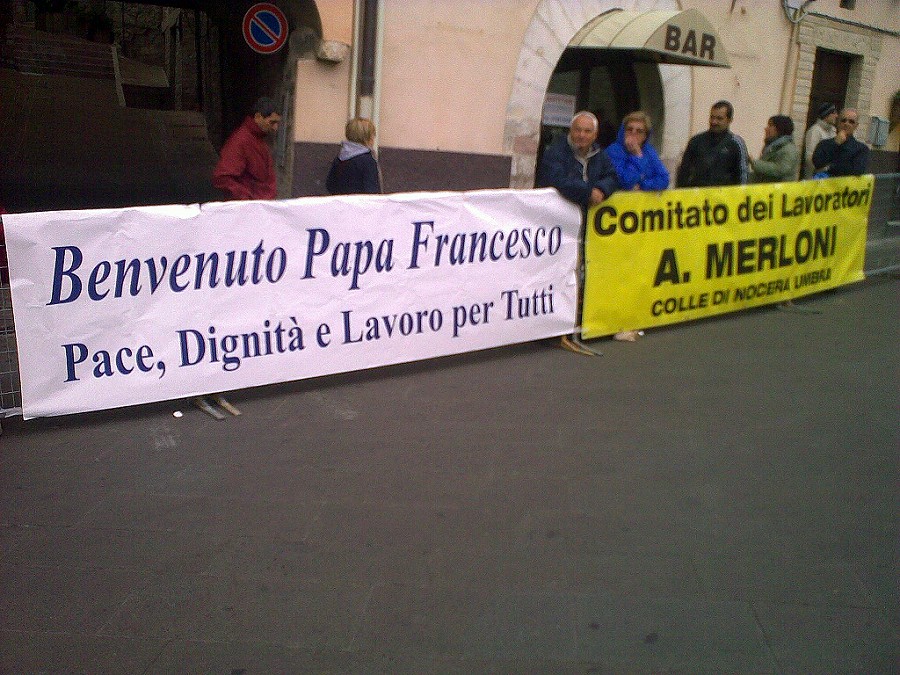 BAR
Benvenuto Papa Francesco
Pace, Dignità e Lavoro per Tutti
Comitato dei Lavoratori
A. MERLONI
COLLE DI NOCERA UMBRA